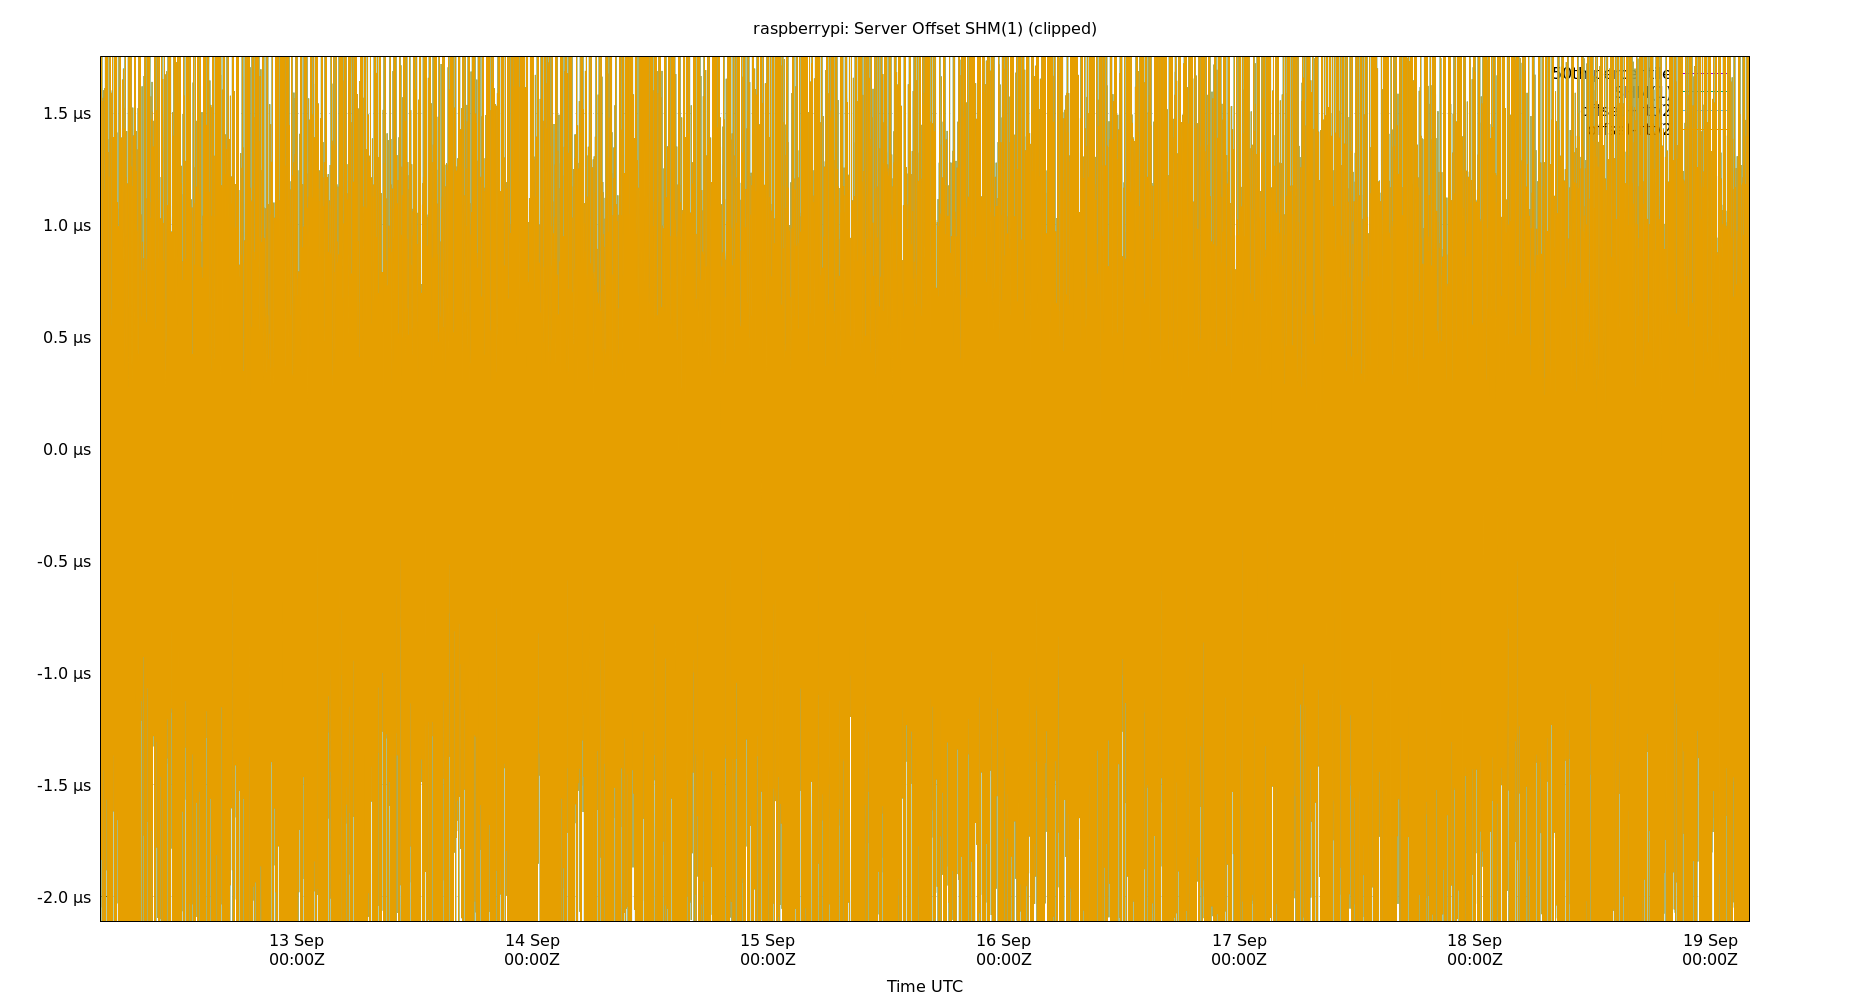 raspberrypi: Server Offset SHM(1) (clipped)
1.5 µs
1.0 µs
0.5 µs
0.0 µs
-0.5 µs
-1.0 µs
-1.5 µs
-2.0 µs
50th
13 Sep 14 Sep 15 Sep 16 Sep 17 Sep 18 Sep 19 Sep
00:00Z 00:00Z 00:00Z 00:00Z 00:00Z 00:00Z 00:00Z
Time UTC